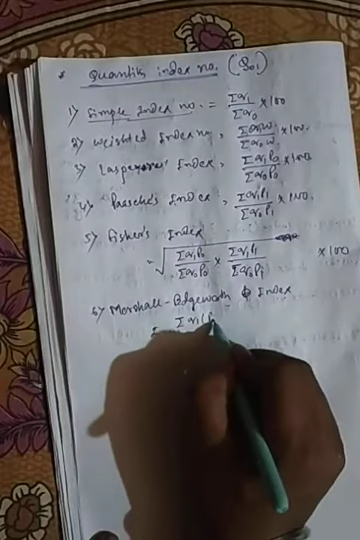 * Quantity index no. (Q01)
1) Simple Index no. = Σq1 / Σq0 × 100
2) Weighted Index no. = Σq1w / Σq0w × 100.
3) Laspeyres' Index = Σq1p0 / Σq0p0 × 100
4) Paasche's Index = Σq1p1 / Σq0p1 × 100.
5) Fisher's Index
= √(Σq1p0 / Σq0p0 × Σq1p1 / Σq0p1) × 100
6) Marshall-Edgeworth Index
Σq1(p